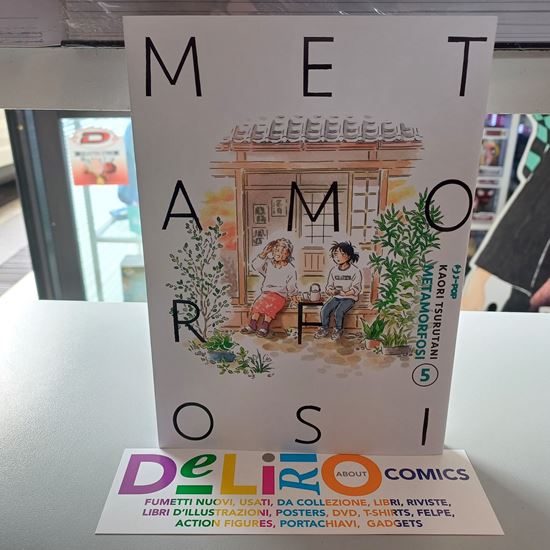 MET
AMO
RF
OSI
J-POP
KAORI TSURUTANI
METAMORFOSI
5
DeLiRiO
ABOUT
COMICS
FUMETTI NUOVI, USATI, DA COLLEZIONE, LIBRI, RIVISTE,
LIBRI D'ILLUSTRAZIONI, POSTERS, DVD, T-SHIRTS, FELPE,
ACTION FIGURES, PORTACHIAVI, GADGETS